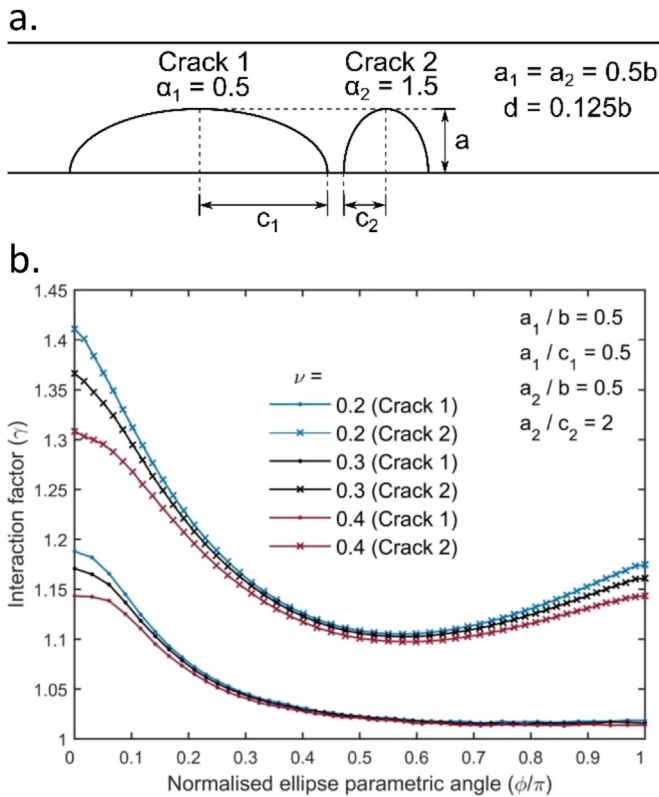 a.
Crack 1
α₁ = 0.5
Crack 2
α₂ = 1.5
a₁ = a₂ = 0.5b
d = 0.125b
a
c₁
c₂
b.
Interaction factor (γ)
1.45
1.4
1.35
1.3
1.25
1.2
1.15
1.1
1.05
1
a₁ / b = 0.5
a₁ / c₁ = 0.5
a₂ / b = 0.5
a₂ / c₂ = 2
ν =
0.2 (Crack 1)
0.2 (Crack 2)
0.3 (Crack 1)
0.3 (Crack 2)
0.4 (Crack 1)
0.4 (Crack 2)
0 0.1 0.2 0.3 0.4 0.5 0.6 0.7 0.8 0.9 1
Normalised ellipse parametric angle (ϕ/π)